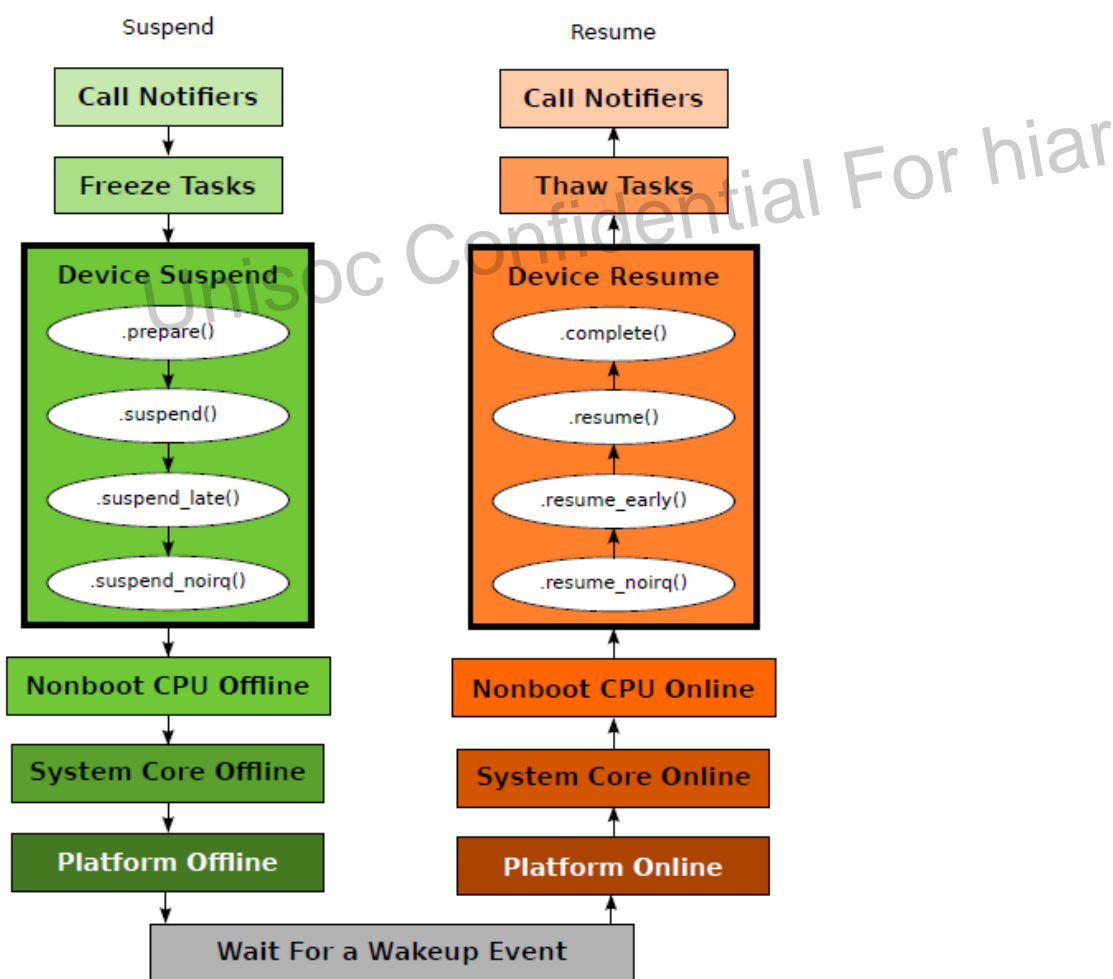 Suspend
Call Notifiers
Freeze Tasks
Device Suspend
.prepare()
.suspend()
.suspend_late()
.suspend_noirq()
Nonboot CPU Offline
System Core Offline
Platform Offline
Wait For a Wakeup Event
Resume
Call Notifiers
Thaw Tasks
Device Resume
.complete()
.resume()
.resume_early()
.resume_noirq()
Nonboot CPU Online
System Core Online
Platform Online
Unisoc Confidential For hiar